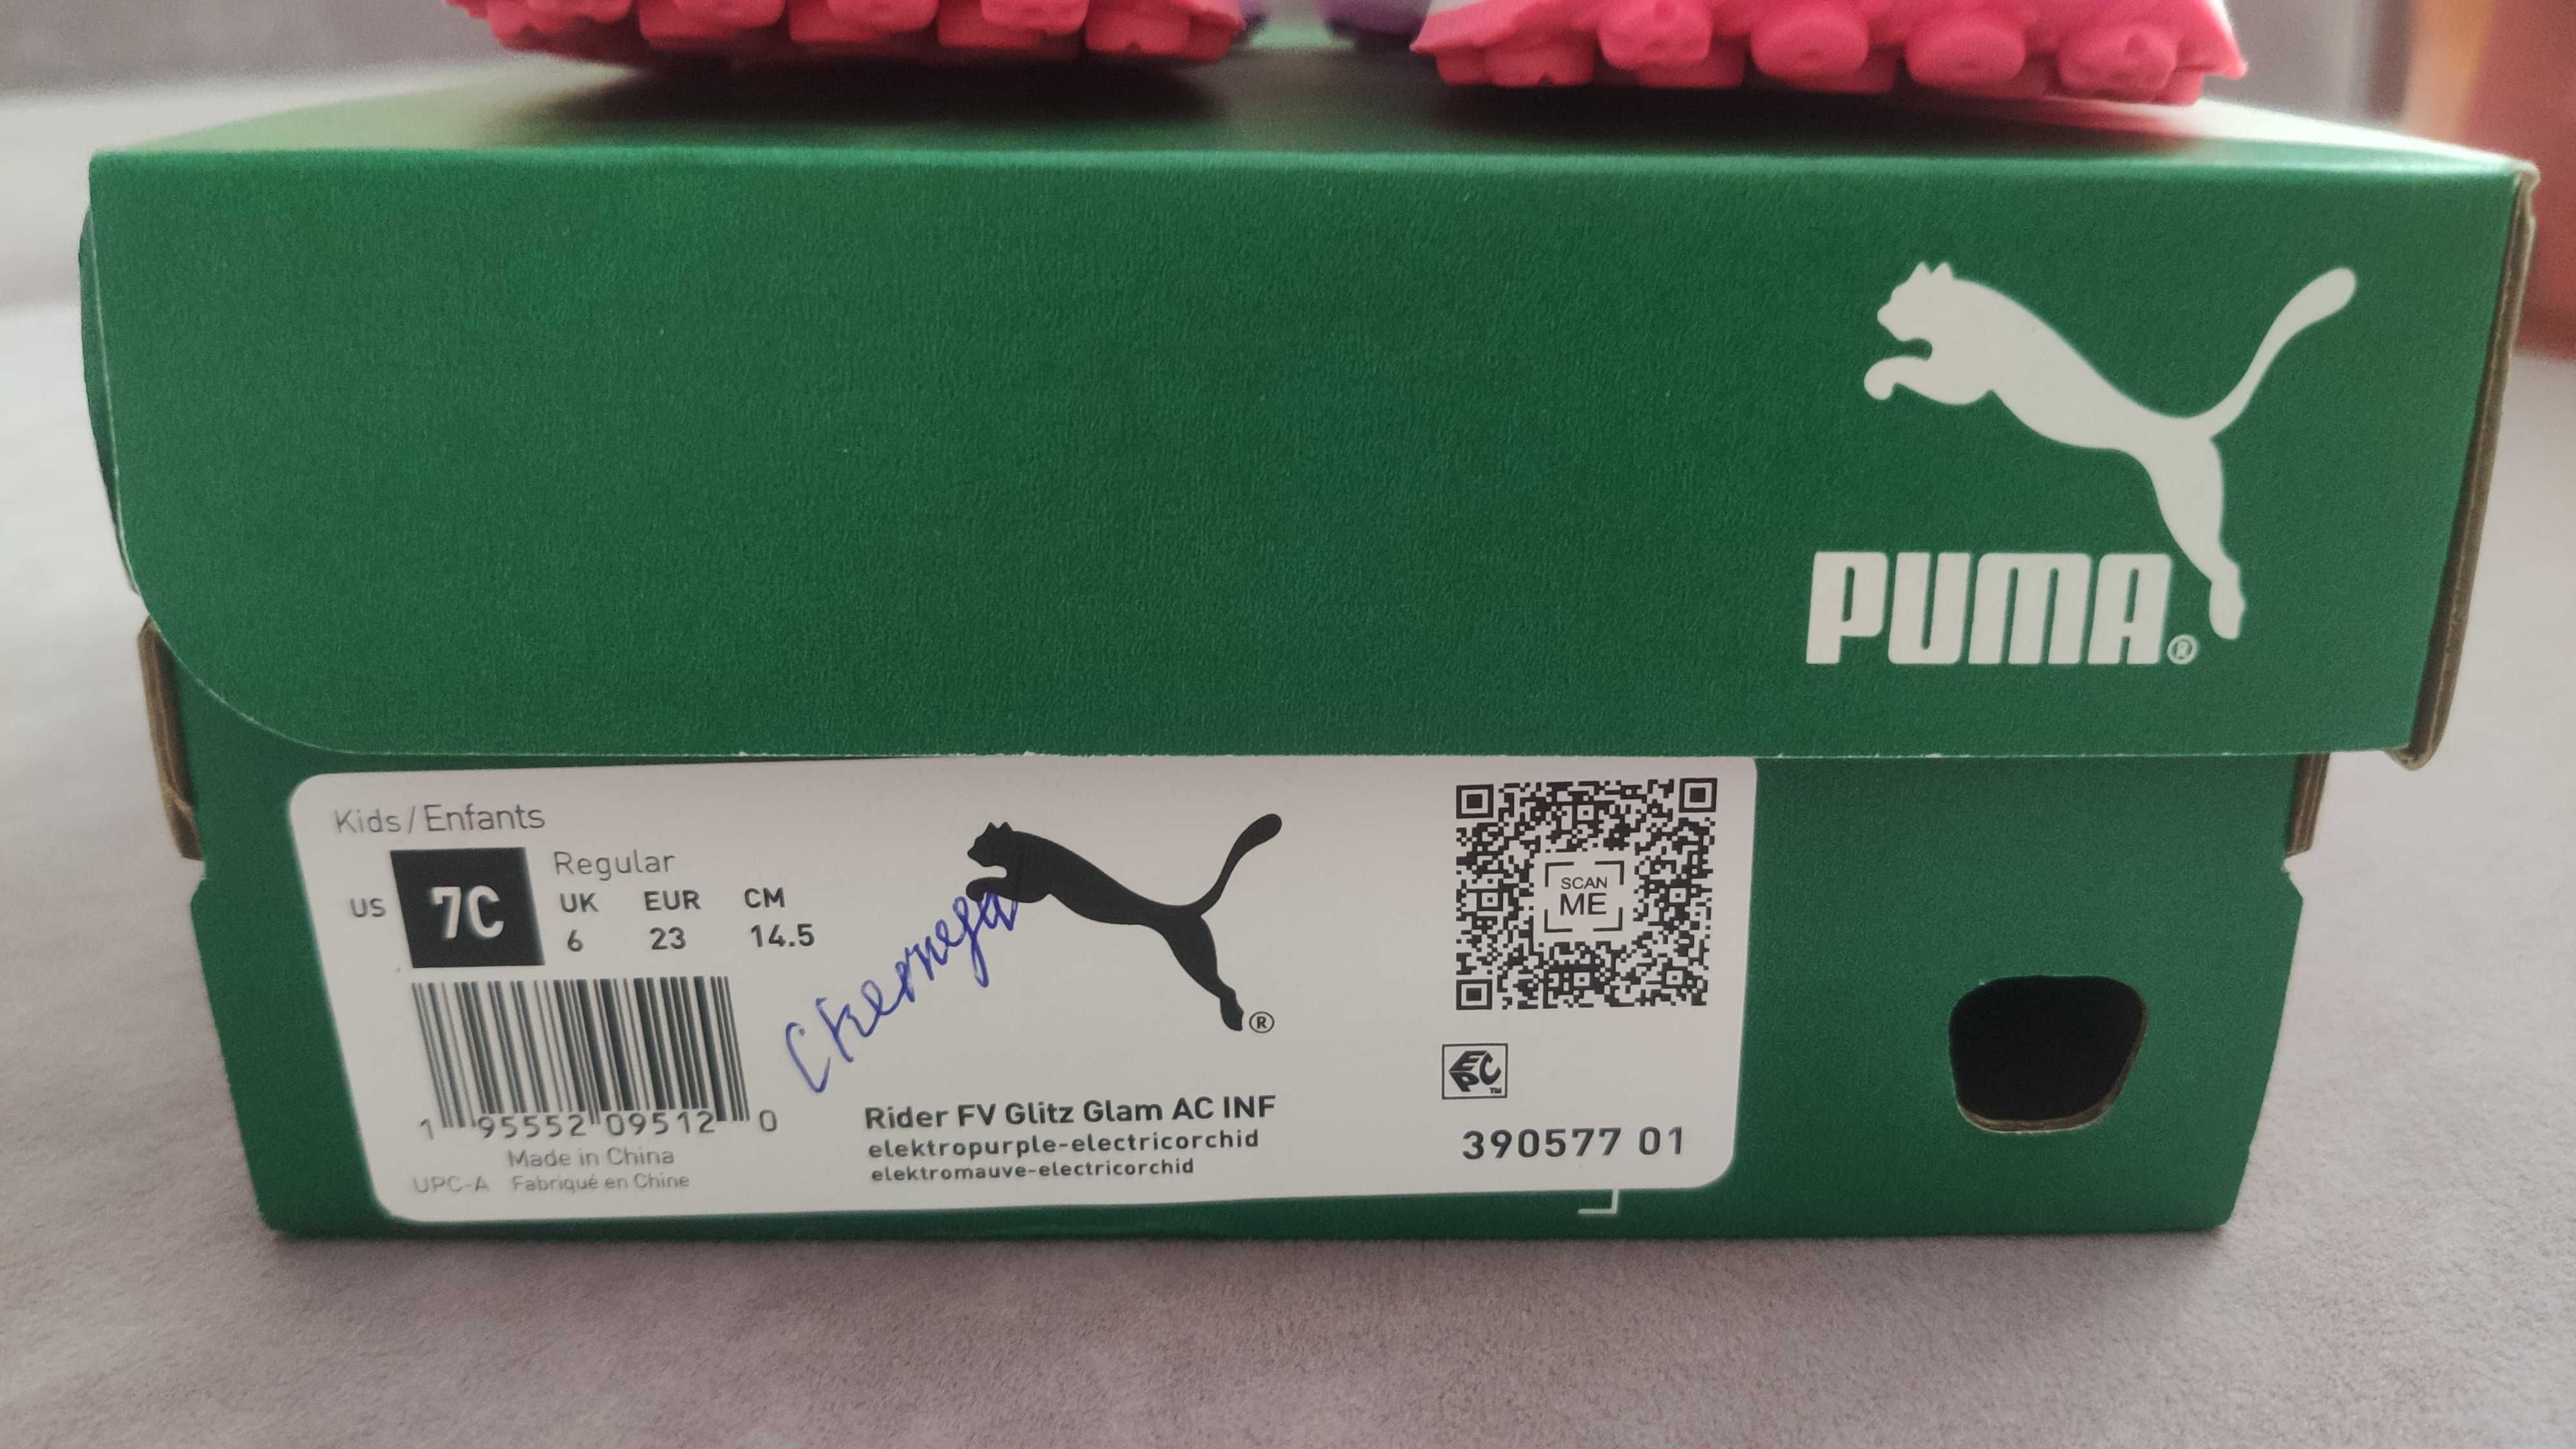 PUMA®
Kids/Enfants
US 7C
Regular
UK EUR CM
6 23 14.5
Chernega
®
SCAN
ME
EPC™
1 95552 09512 0
Made in China
UPC-A Fabriqué en Chine
Rider FV Glitz Glam AC INF
elektropurple-electricorchid
elektromauve-electricorchid
390577 01